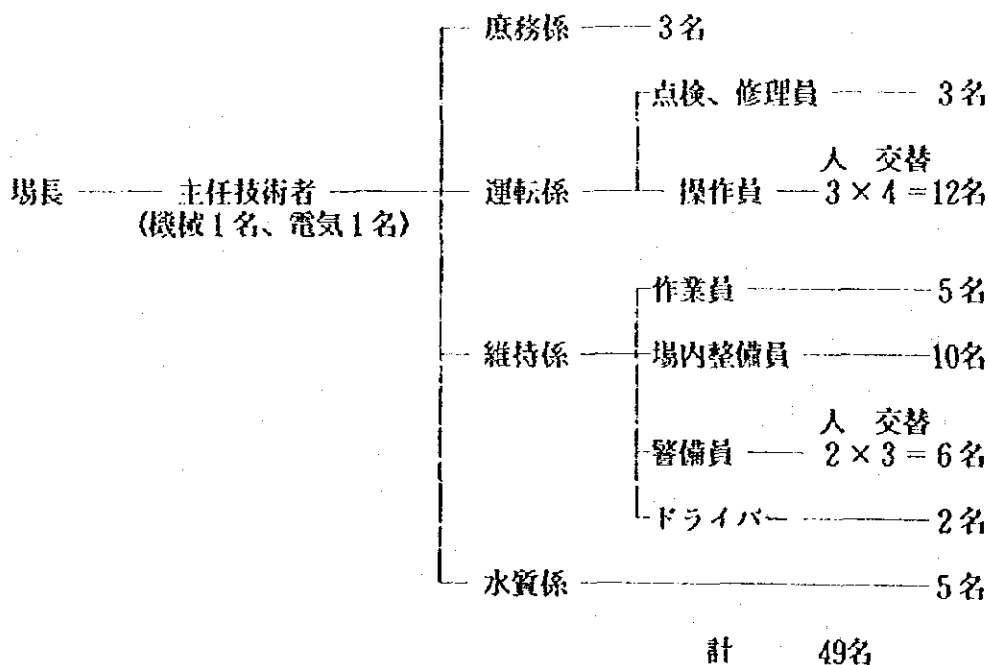 庶務係 3名
点検、修理員 3名
人 交替
場長 主任技術者 運転係 操作員 3×4=12名
(機械1名、電気1名)
作業員 5名
維持係 場内整備員 10名
人 交替
警備員 2×3=6名
ドライバー 2名
水質係 5名
計 49名